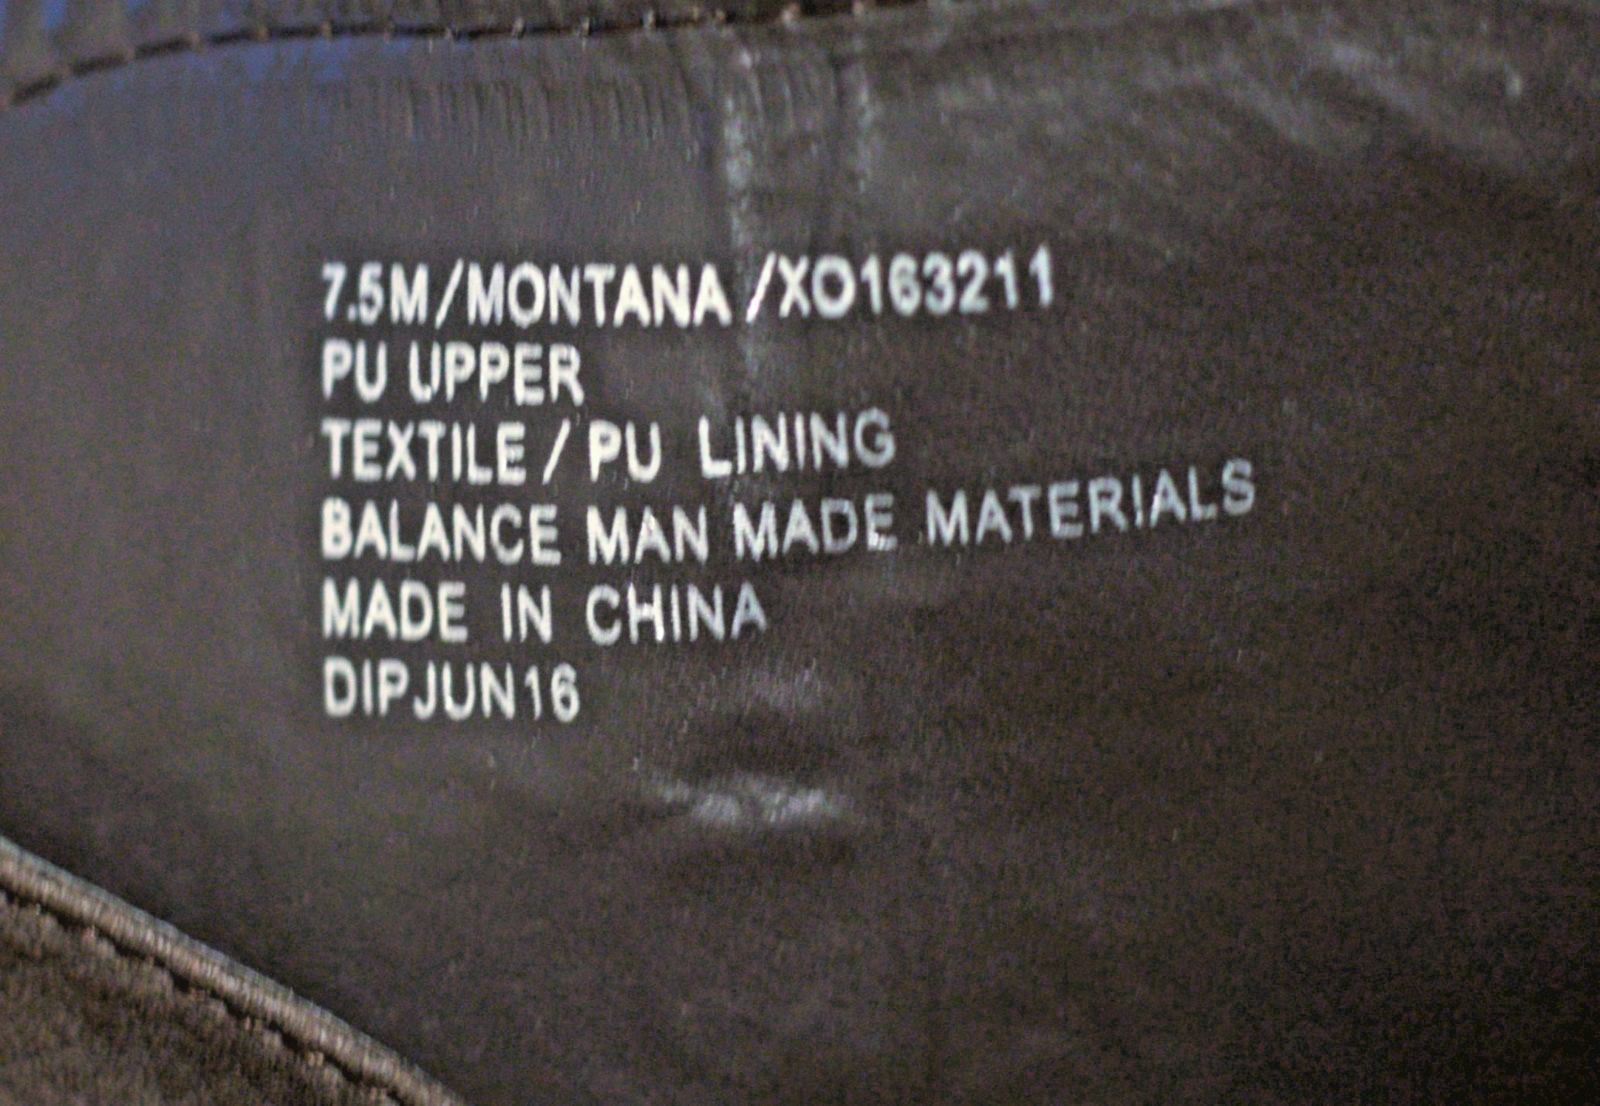 7.5M/MONTANA /XO163211
PU UPPER
TEXTILE / PU LINING
BALANCE MAN MADE MATERIALS
MADE IN CHINA
DIPJUN16